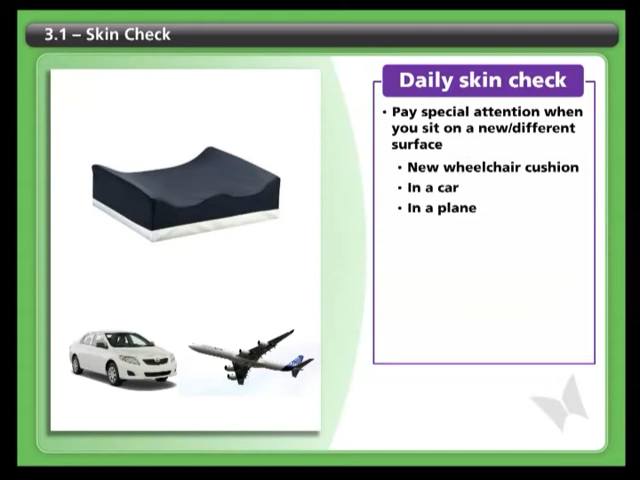 3.1 – Skin Check
Daily skin check
• Pay special attention when
you sit on a new/different
surface
• New wheelchair cushion
• In a car
• In a plane